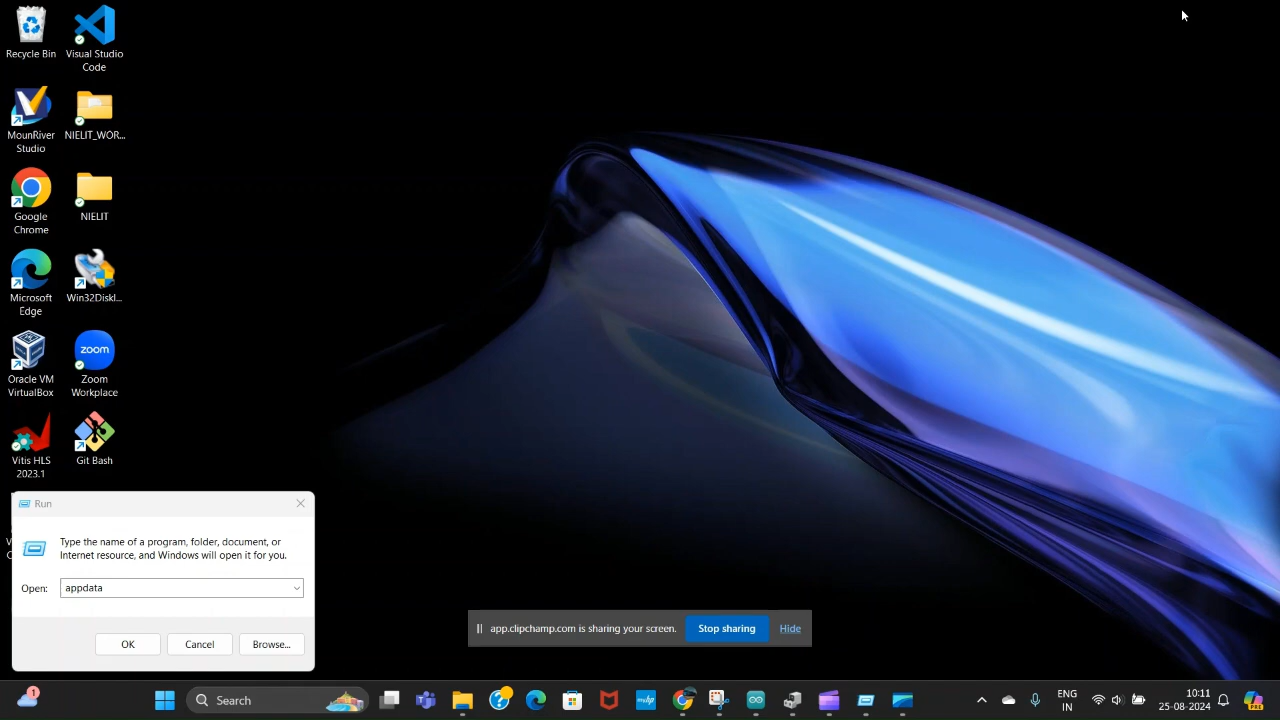 Recycle Bin
Visual Studio
Code
MounRiver
Studio
NIELIT_WOR...
Google
Chrome
NIELIT
Microsoft
Edge
Win32DiskI...
Oracle VM
VirtualBox
zoom
Zoom
Workplace
Vitis HLS
2023.1
Git Bash
Run
Type the name of a program, folder, document, or
Internet resource, and Windows will open it for you.
Open:
appdata
OK
Cancel
Browse...
app.clipchamp.com is sharing your screen.
Stop sharing
Hide
1
Search
ENG
IN
10:11
25-08-2024